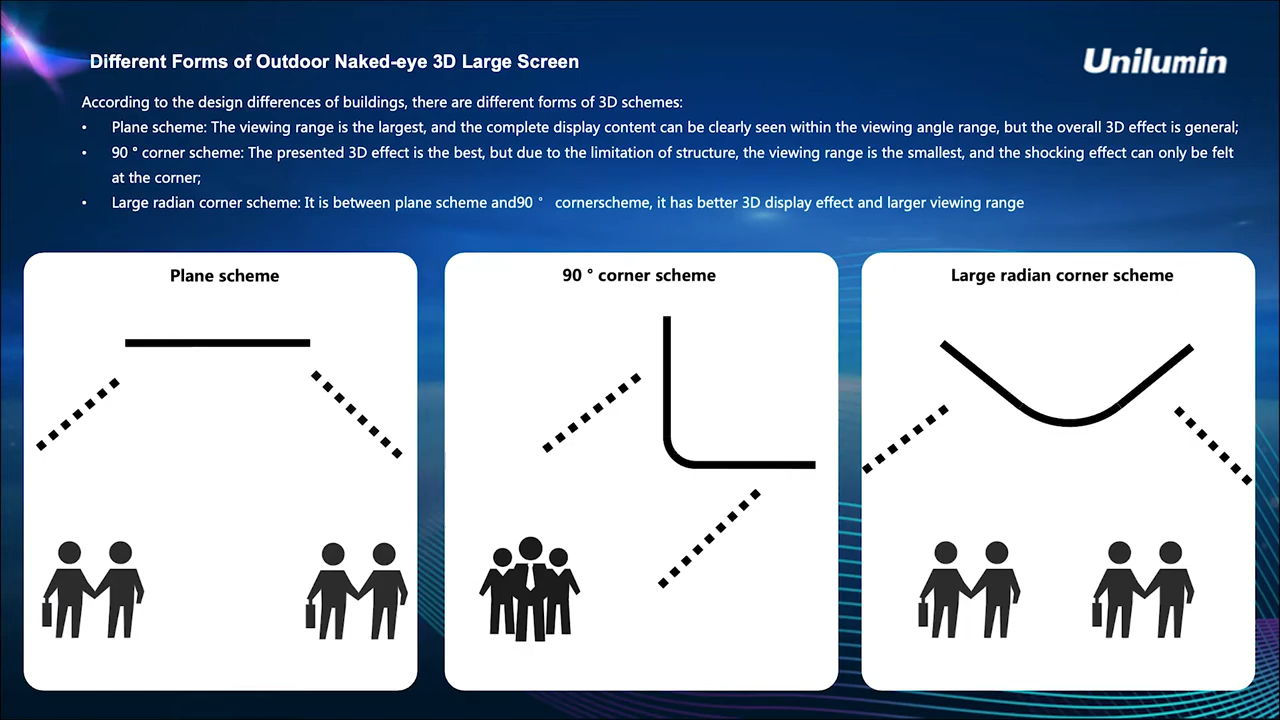 Different Forms of Outdoor Naked-eye 3D Large Screen
Unilumin
According to the design differences of buildings, there are different forms of 3D schemes:
• Plane scheme: The viewing range is the largest, and the complete display content can be clearly seen within the viewing angle range, but the overall 3D effect is general;
• 90 ° corner scheme: The presented 3D effect is the best, but due to the limitation of structure, the viewing range is the smallest, and the shocking effect can only be felt
at the corner;
• Large radian corner scheme: It is between plane scheme and90 ° cornerscheme, it has better 3D display effect and larger viewing range
Plane scheme
90 ° corner scheme
Large radian corner scheme